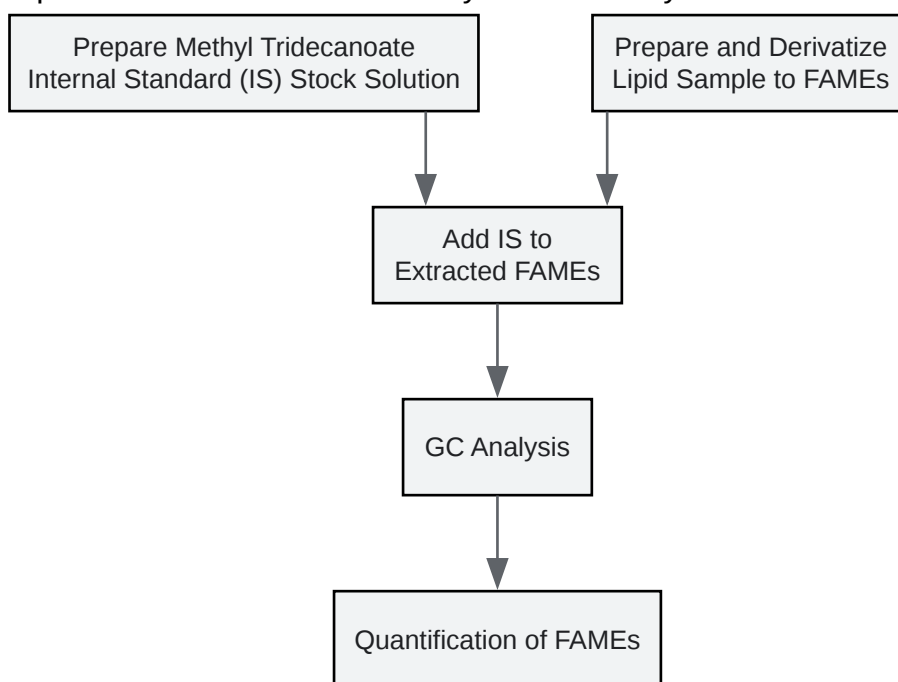 Prepare Methyl Tridecanoate
Internal Standard (IS) Stock Solution
Prepare and Derivatize
Lipid Sample to FAMEs
Add IS to
Extracted FAMEs
GC Analysis
Quantification of FAMEs